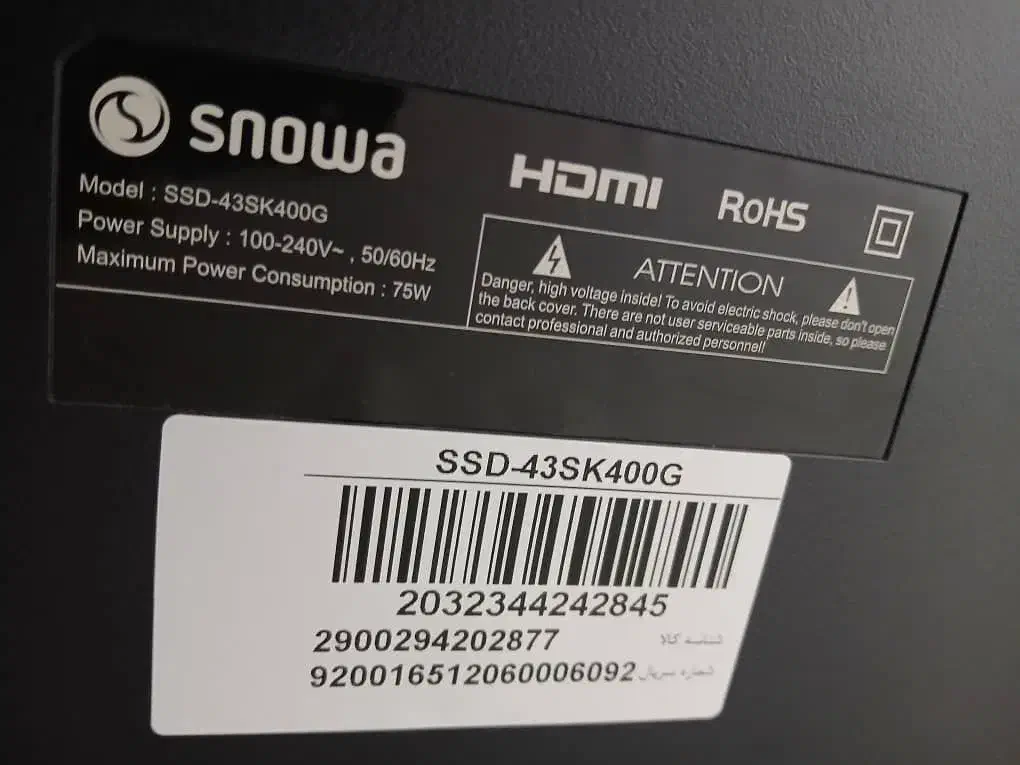 snowa
Model : SSD-43SK400G
Power Supply : 100-240V~ , 50/60Hz
Maximum Power Consumption : 75W
HDMI
RoHS
ATTENTION
Danger, high voltage inside! To avoid electric shock, please don't open
the back cover. There are not user serviceable parts inside, so please
contact professional and authorized personnel!
SSD-43SK400G
2032344242845
2900294202877 شناسه کالا
920016512060006092 شماره سریال